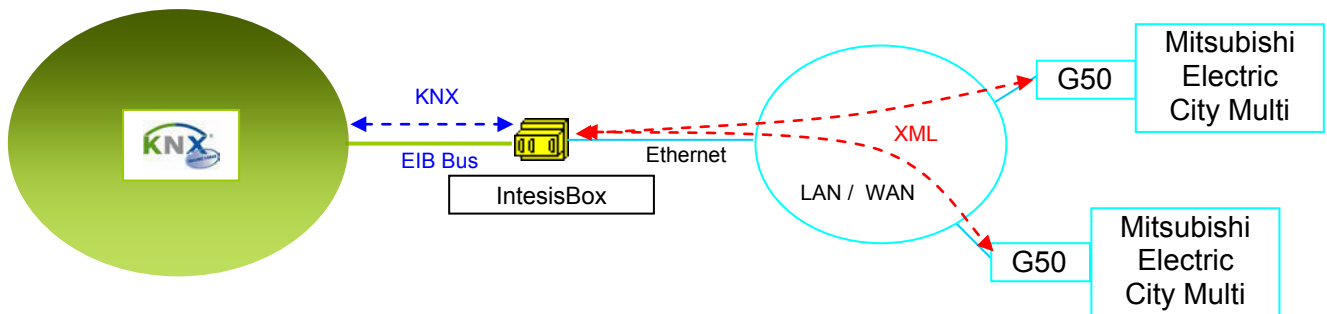 KNX
KNX
EIB Bus
IntesisBox
Ethernet
XML
LAN / WAN
G50
Mitsubishi
Electric
City Multi
G50
Mitsubishi
Electric
City Multi